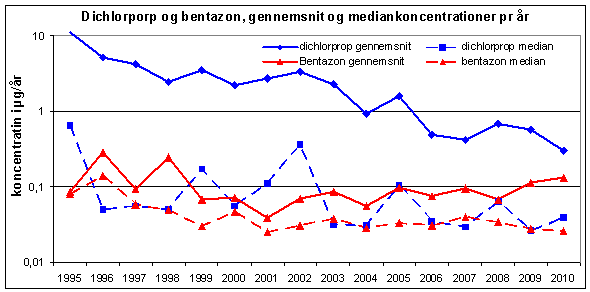 Dichlorporp og bentazon, gennemsnit og mediankoncentrationer pr år
dichlorprop gennemsnit dichlorprop median
Bentazon gennemsnit bentazon median
koncentratin iµg/år
10
1
0,1
0,01
1995 1996 1997 1998 1999 2000 2001 2002 2003 2004 2005 2006 2007 2008 2009 2010